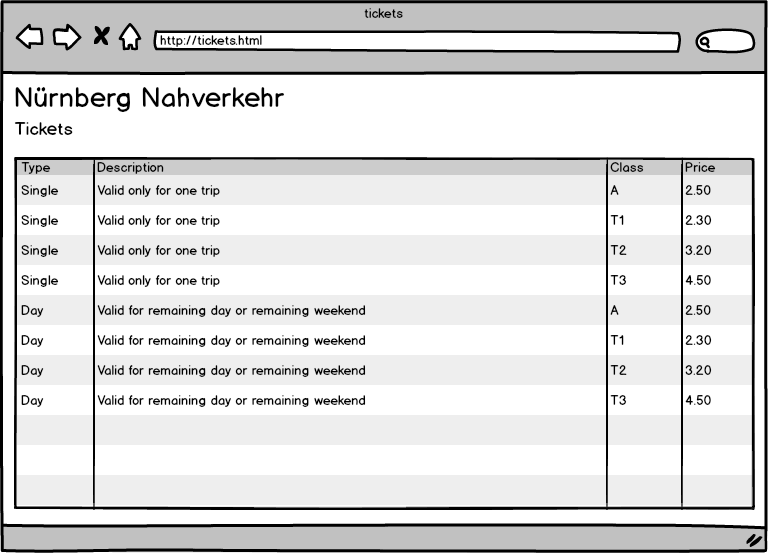 tickets
http://tickets.html
Nürnberg Nahverkehr
Tickets
Type Description Class Price
Single Valid only for one trip A 2.50
Single Valid only for one trip T1 2.30
Single Valid only for one trip T2 3.20
Single Valid only for one trip T3 4.50
Day Valid for remaining day or remaining weekend A 2.50
Day Valid for remaining day or remaining weekend T1 2.30
Day Valid for remaining day or remaining weekend T2 3.20
Day Valid for remaining day or remaining weekend T3 4.50